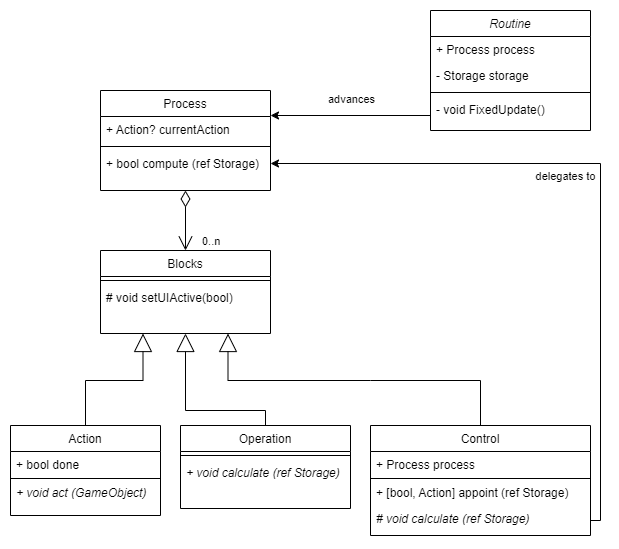 Routine
+ Process process
- Storage storage
- void FixedUpdate()
advances
Process
+ Action? currentAction
+ bool compute (ref Storage)
delegates to
0..n
Blocks
# void setUIActive(bool)
Action
+ bool done
+ void act (GameObject)
Operation
+ void calculate (ref Storage)
Control
+ Process process
+ [bool, Action] appoint (ref Storage)
# void calculate (ref Storage)